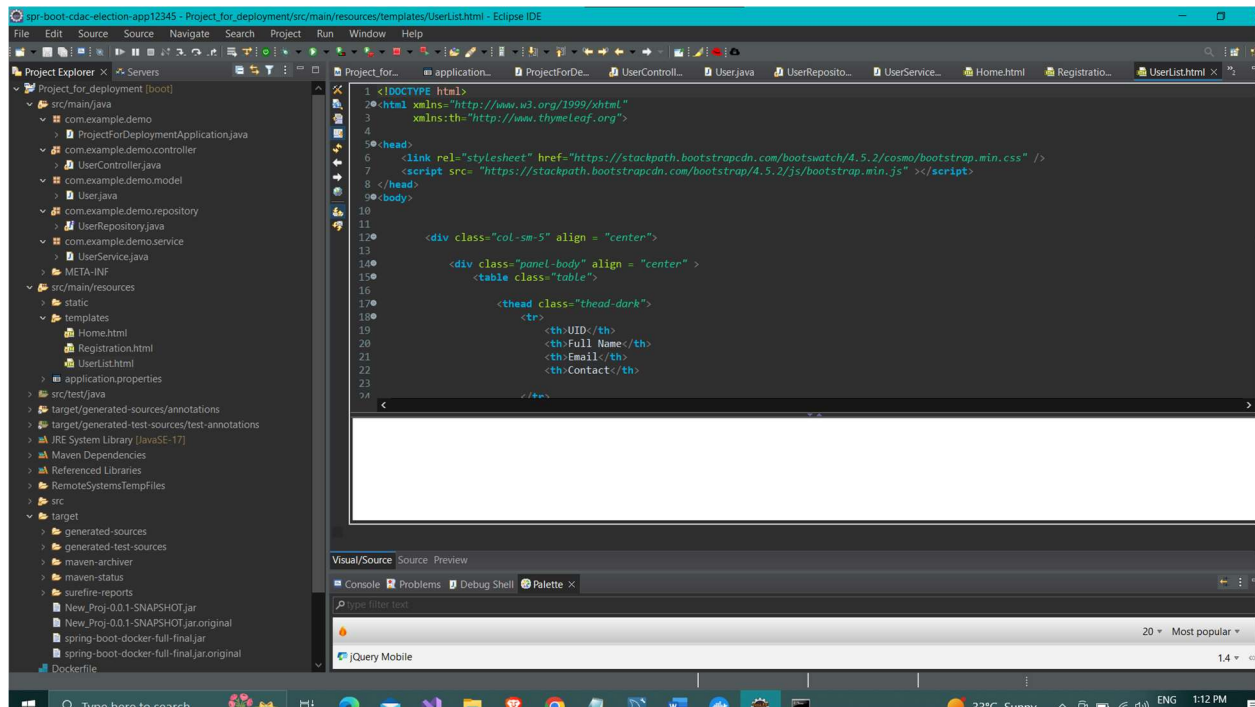 spr-boot-cdac-election-app12345 - Project_for_deployment/src/main/resources/templates/UserList.html - Eclipse IDE
File Edit Source Source Navigate Search Project Run Window Help
Project Explorer × Servers
Project_for_deployment [boot]
src/main/java
com.example.demo
ProjectForDeploymentApplication.java
com.example.demo.controller
UserController.java
com.example.demo.model
User.java
com.example.demo.repository
UserRepository.java
com.example.demo.service
UserService.java
META-INF
src/main/resources
static
templates
Home.html
Registration.html
UserList.html
application.properties
src/test/java
target/generated-sources/annotations
target/generated-test-sources/test-annotations
JRE System Library [JavaSE-17]
Maven Dependencies
Referenced Libraries
RemoteSystemsTempFiles
src
target
generated-sources
generated-test-sources
maven-archiver
maven-status
surefire-reports
New_Proj-0.0.1-SNAPSHOT.jar
New_Proj-0.0.1-SNAPSHOT.jar.original
spring-boot-docker-full-final.jar
spring-boot-docker-full-final.jar.original
Dockerfile
Project_for... application... ProjectForDe... UserControll... User.java UserReposito... UserService... Home.html Registratio... UserList.html × 2
1 <!DOCTYPE html>
2 <html xmlns="http://www.w3.org/1999/xhtml"
3 xmlns:th="http://www.thymeleaf.org">
4
5 <head>
6 <link rel="stylesheet" href="https://stackpath.bootstrapcdn.com/bootswatch/4.5.2/cosmo/bootstrap.min.css" />
7 <script src= "https://stackpath.bootstrapcdn.com/bootstrap/4.5.2/js/bootstrap.min.js" ></script>
8 </head>
9 <body>
10
11
12 <div class="col-sm-5" align = "center">
13
14 <div class="panel-body" align = "center" >
15 <table class="table">
16
17 <thead class="thead-dark">
18 <tr>
19 <th>UID</th>
20 <th>Full Name</th>
21 <th>Email</th>
22 <th>Contact</th>
23
24 </tr>
Visual/Source Source Preview
Console Problems Debug Shell Palette ×
type filter text
20 Most popular
jQuery Mobile 1.4
Type here to search
33°C Sunny ENG 1:12 PM